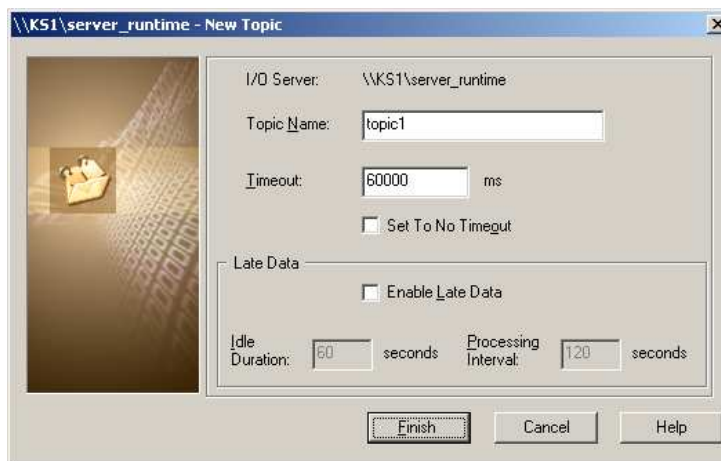 \\KS1\server_runtime - New Topic
I/O Server: \\KS1\server_runtime
Topic Name: topic1
Timeout: 60000 ms
Set To No Timeout
Late Data
Enable Late Data
Idle Duration: 60 seconds Processing Interval: 120 seconds
Finish Cancel Help